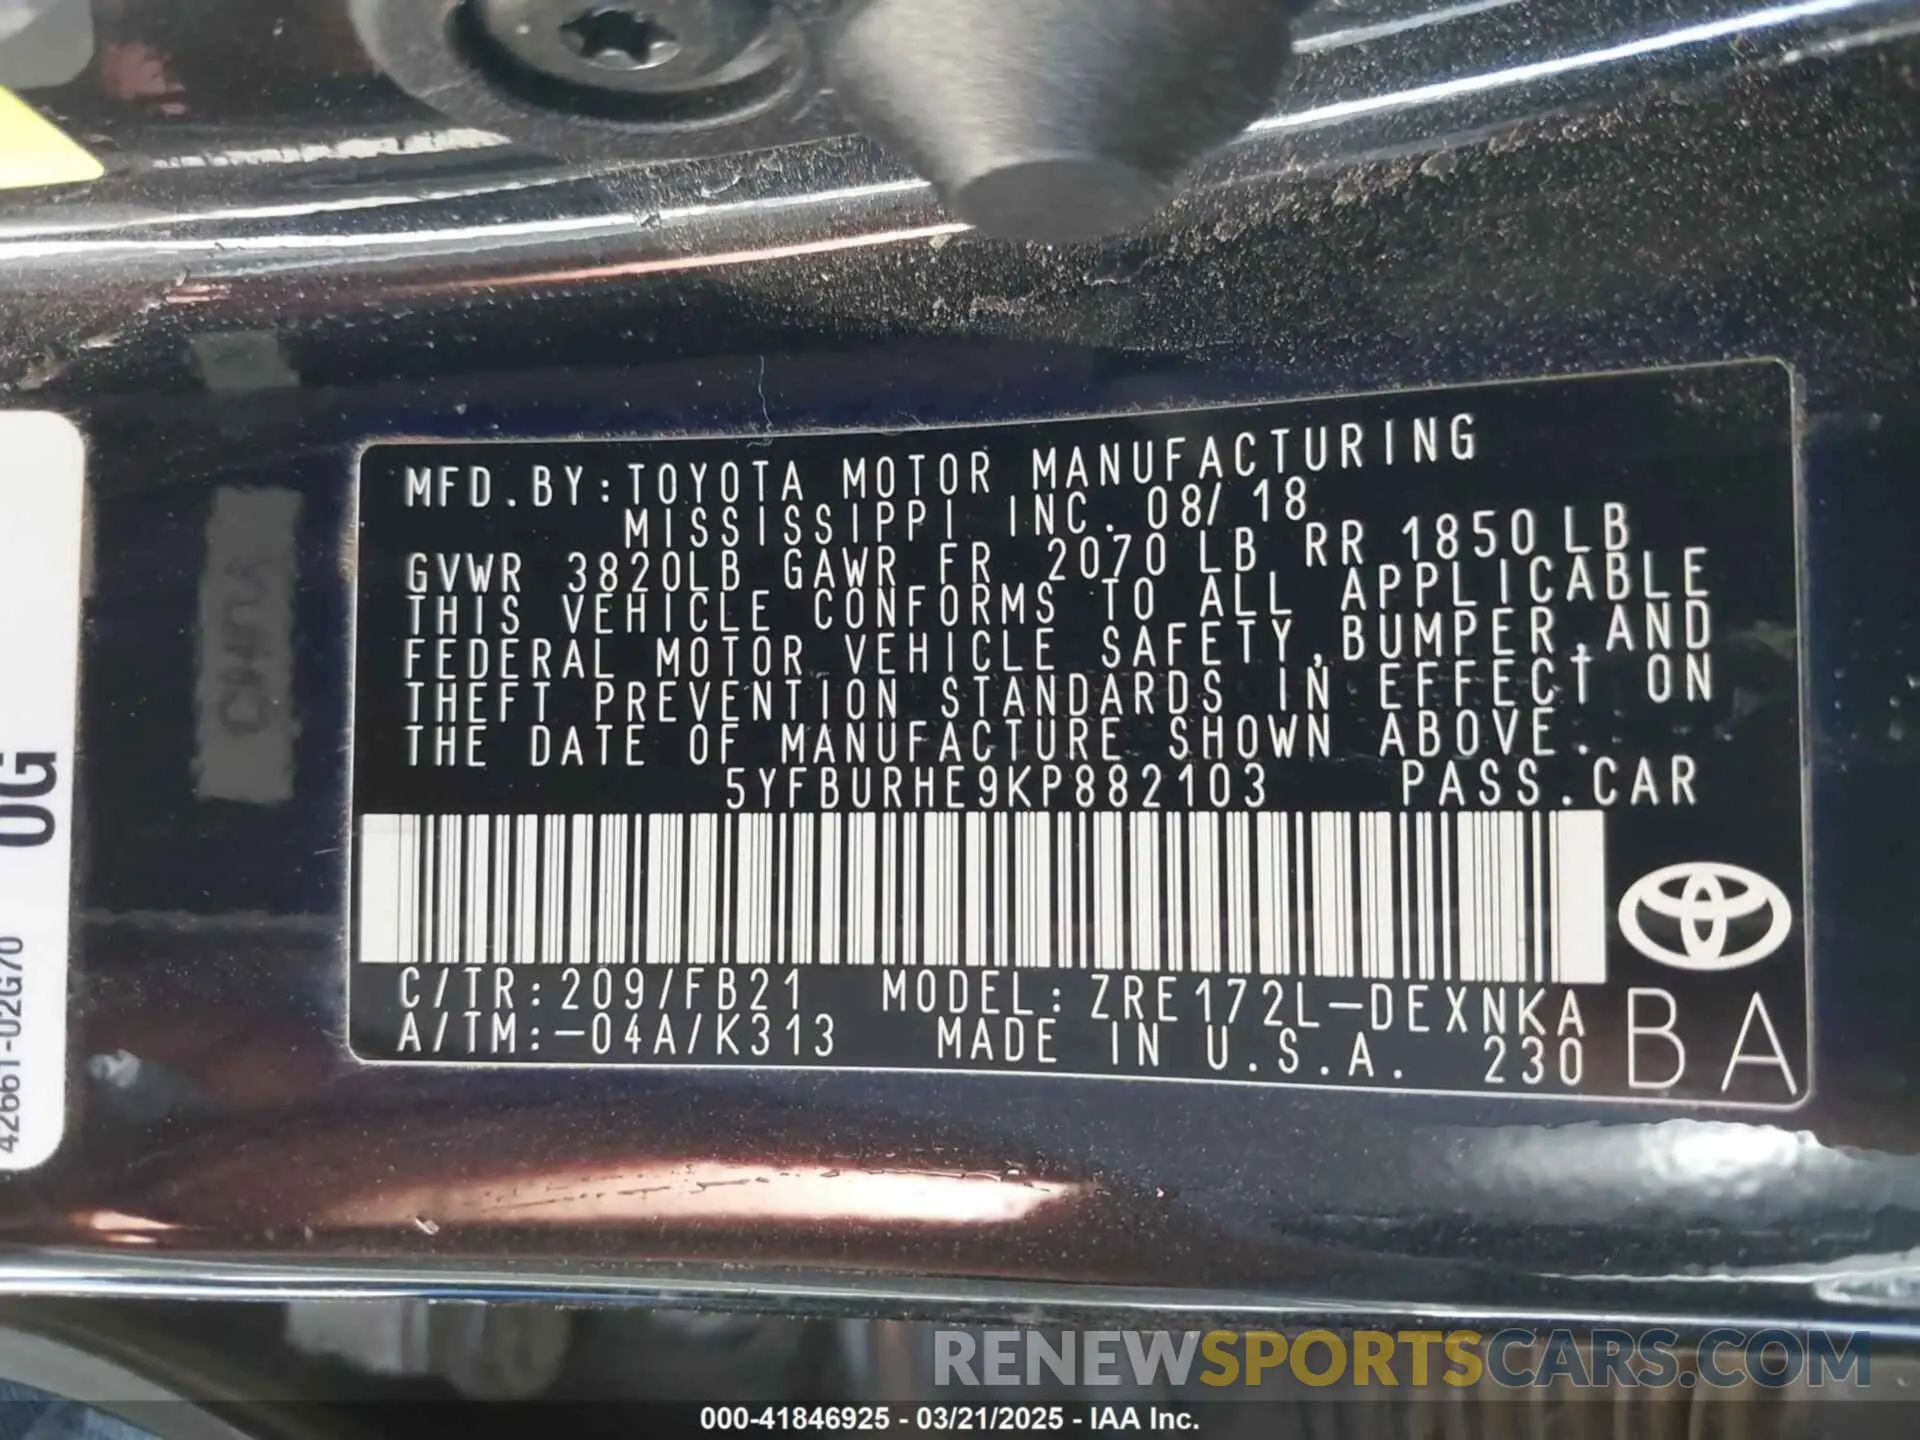 MFD.BY:TOYOTA MOTOR MANUFACTURING
MISSISSIPPI INC. 08/18
GVWR 3820LB GAWR FR 2070 LB RR 1850 LB
THIS VEHICLE CONFORMS TO ALL APPLICABLE
FEDERAL MOTOR VEHICLE SAFETY,BUMPER,AND
THEFT PREVENTION STANDARDS IN EFFECT ON
THE DATE OF MANUFACTURE SHOWN ABOVE.
5YFBURHE9KP882103 PASS.CAR
C/TR:209/FB21 MODEL:ZRE172L-DEXNKA
A/TM:-04A/K313 MADE IN U.S.A. 230
BA
0G
42661-02G70
RENEWSPORTSCARS.COM
000-41846925 - 03/21/2025 - IAA Inc.